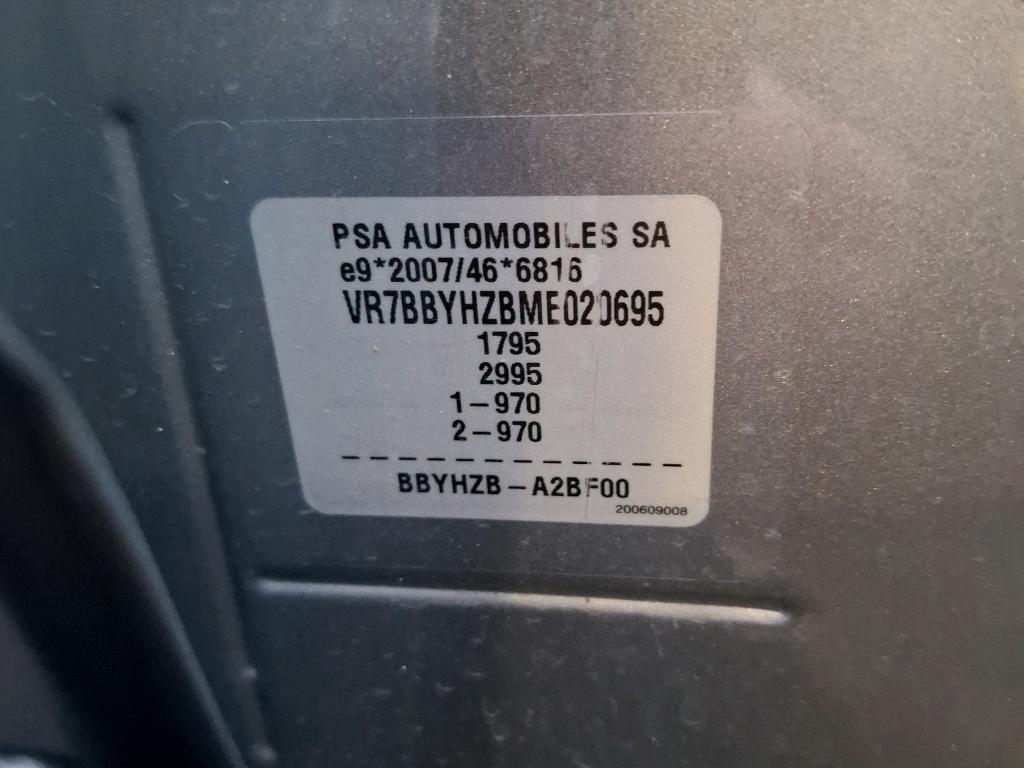 PSA AUTOMOBILES SA
e9*2007/46*6816
VR7BBYHZBME020695
1795
2995
1-970
2-970
BBYHZB-A2BF00
200609008